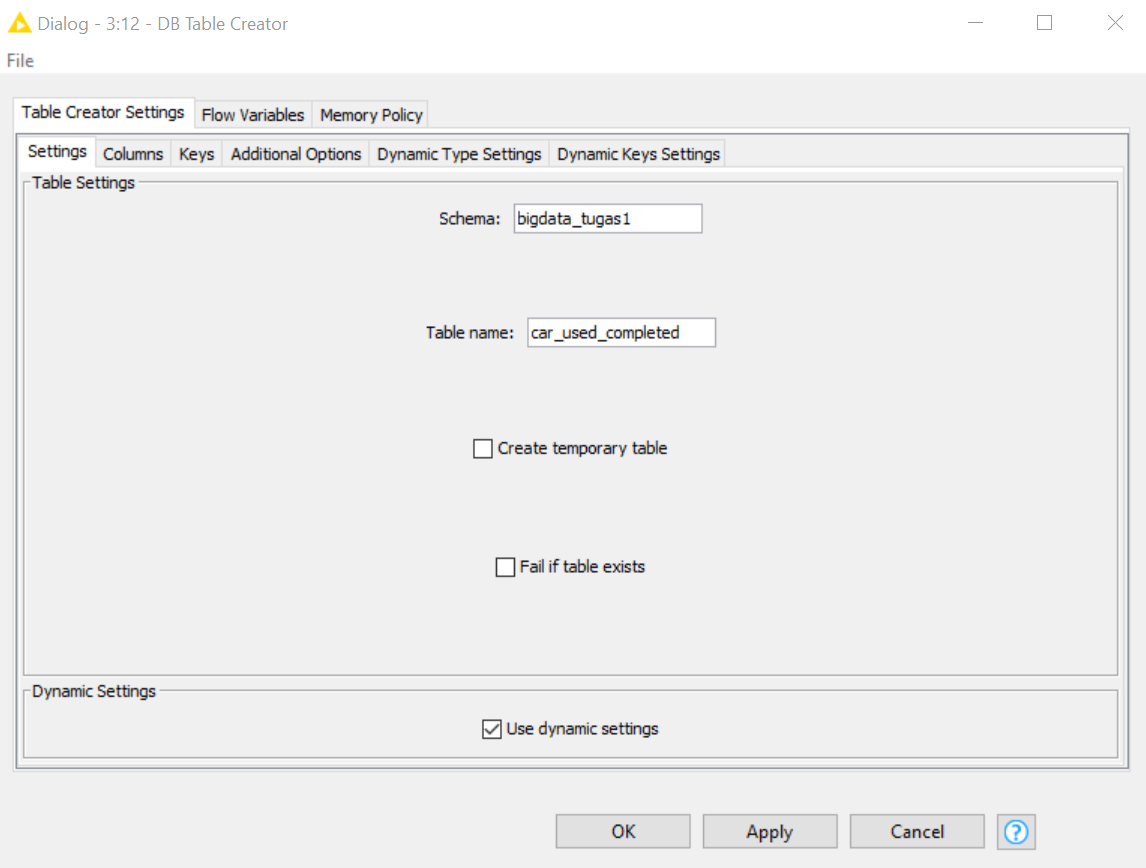 Dialog - 3:12 - DB Table Creator
File
Table Creator Settings Flow Variables Memory Policy
Settings Columns Keys Additional Options Dynamic Type Settings Dynamic Keys Settings
Table Settings
Schema: bigdata_tugas1
Table name: car_used_completed
Create temporary table
Fail if table exists
Dynamic Settings
Use dynamic settings
OK Apply Cancel ?